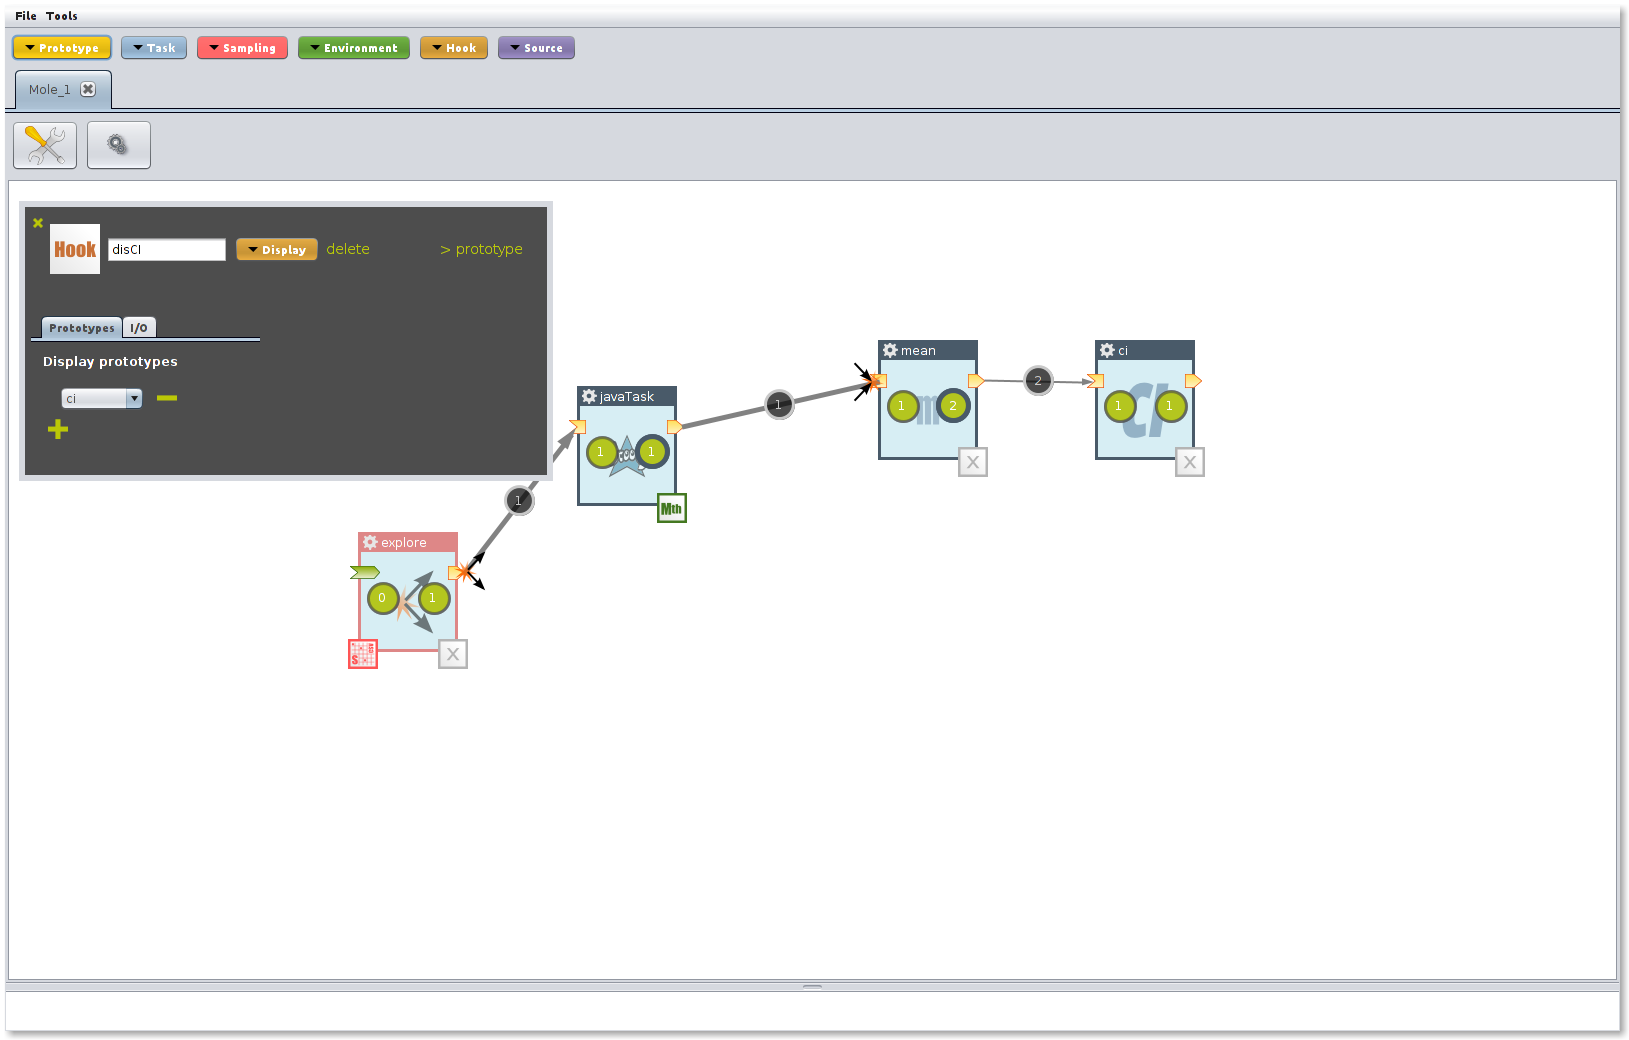 File Tools
Prototype Task Sampling Environment Hook Source
Mole_1
Hook disCI Display delete > prototype
Prototypes I/O
Display prototypes
ci
mean
2
ci
1 2
1 1
1
javaTask
1 1
X
X
Mth
1
explore
0 1
X